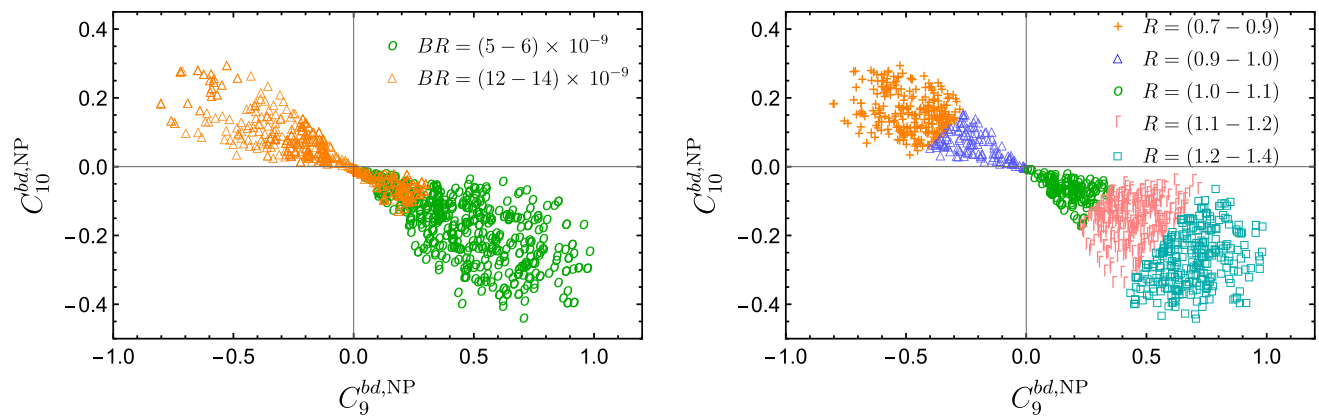 0.4
0.2
0.0
−0.2
−0.4
−1.0 −0.5 0.0 0.5 1.0
C_9^{bd,NP}
C_10^{bd,NP}
o BR = (5 − 6) × 10^{−9}
△ BR = (12 − 14) × 10^{−9}
0.4
0.2
0.0
−0.2
−0.4
−1.0 −0.5 0.0 0.5 1.0
C_9^{bd,NP}
C_10^{bd,NP}
R = (0.7 − 0.9)
R = (0.9 − 1.0)
R = (1.0 − 1.1)
R = (1.1 − 1.2)
R = (1.2 − 1.4)